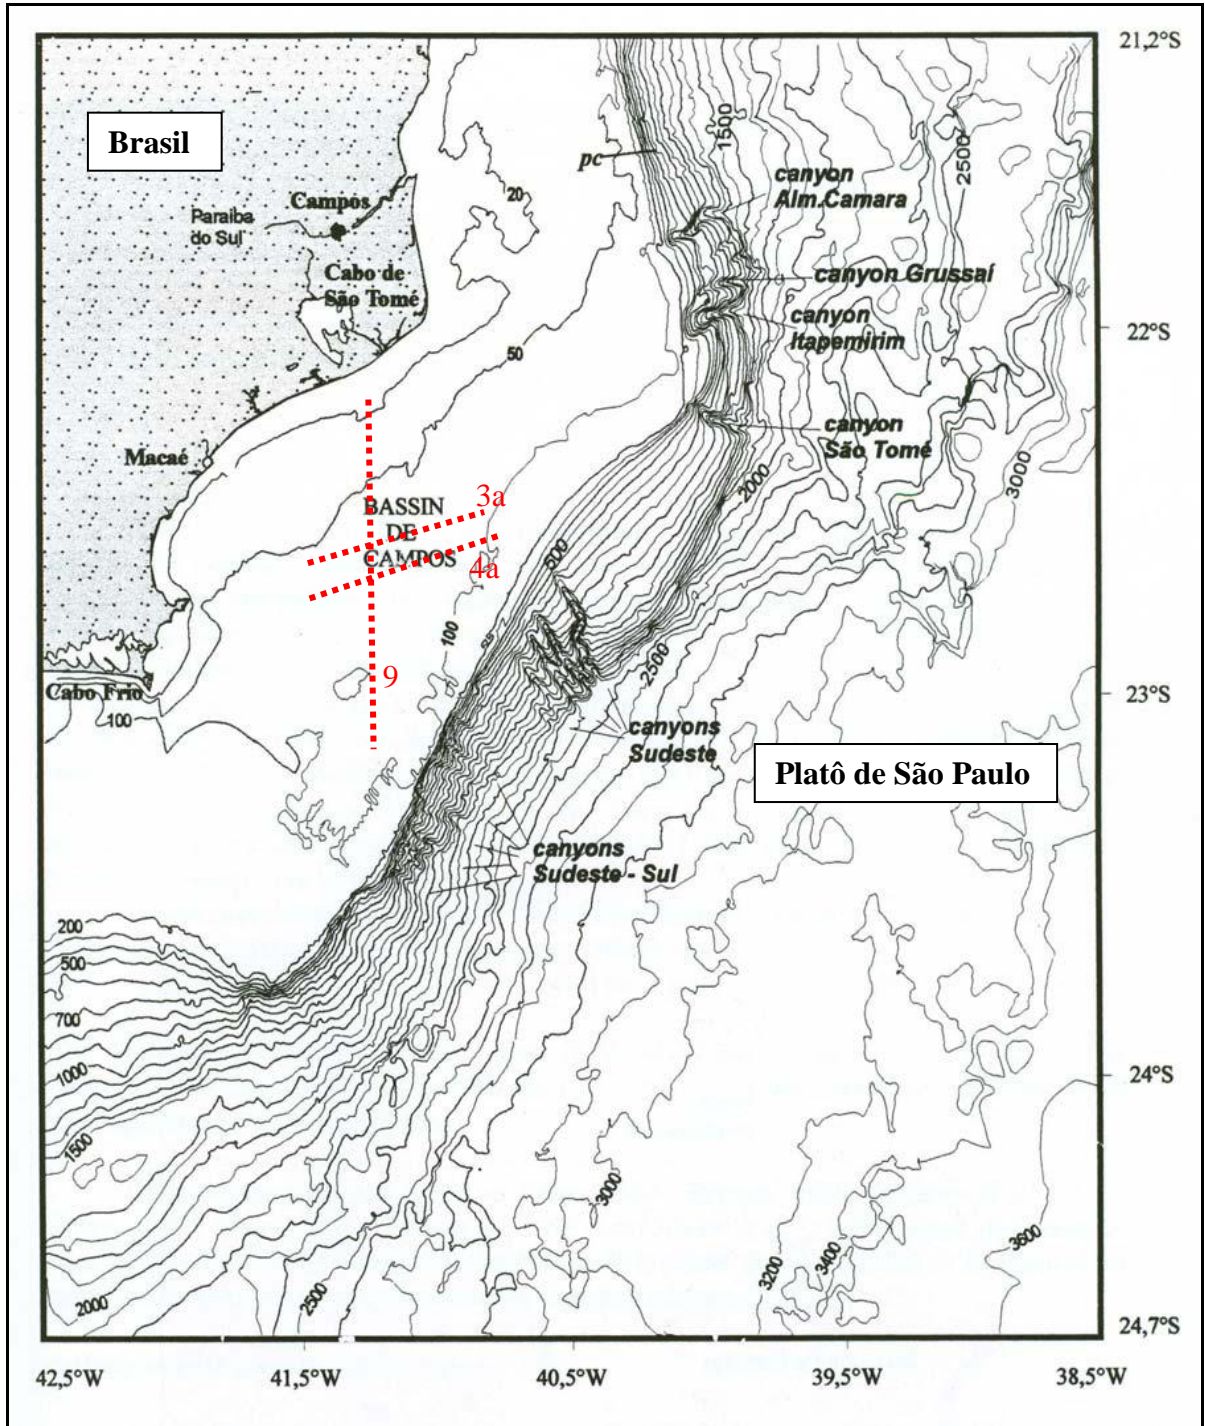 21,2°S
Brasil
pc
1500
2500
canyon
Alm.Camara
20
Campos
Paraiba
do Sul
Cabo de
São Tomé
canyon Grussaí
canyon
Itapemirim
22°S
50
canyon
São Tomé
Macaé
2000
3000
3a
BASSIN
DE
CAMPOS
4a
500
100
2500
9
Cabo Frio
100
23°S
canyons
Sudeste
Platô de São Paulo
canyons
Sudeste - Sul
200
500
700
1000
24°S
1500
3000
3600
3200
3400
2500
2000
24,7°S
42,5°W
41,5°W
40,5°W
39,5°W
38,5°W